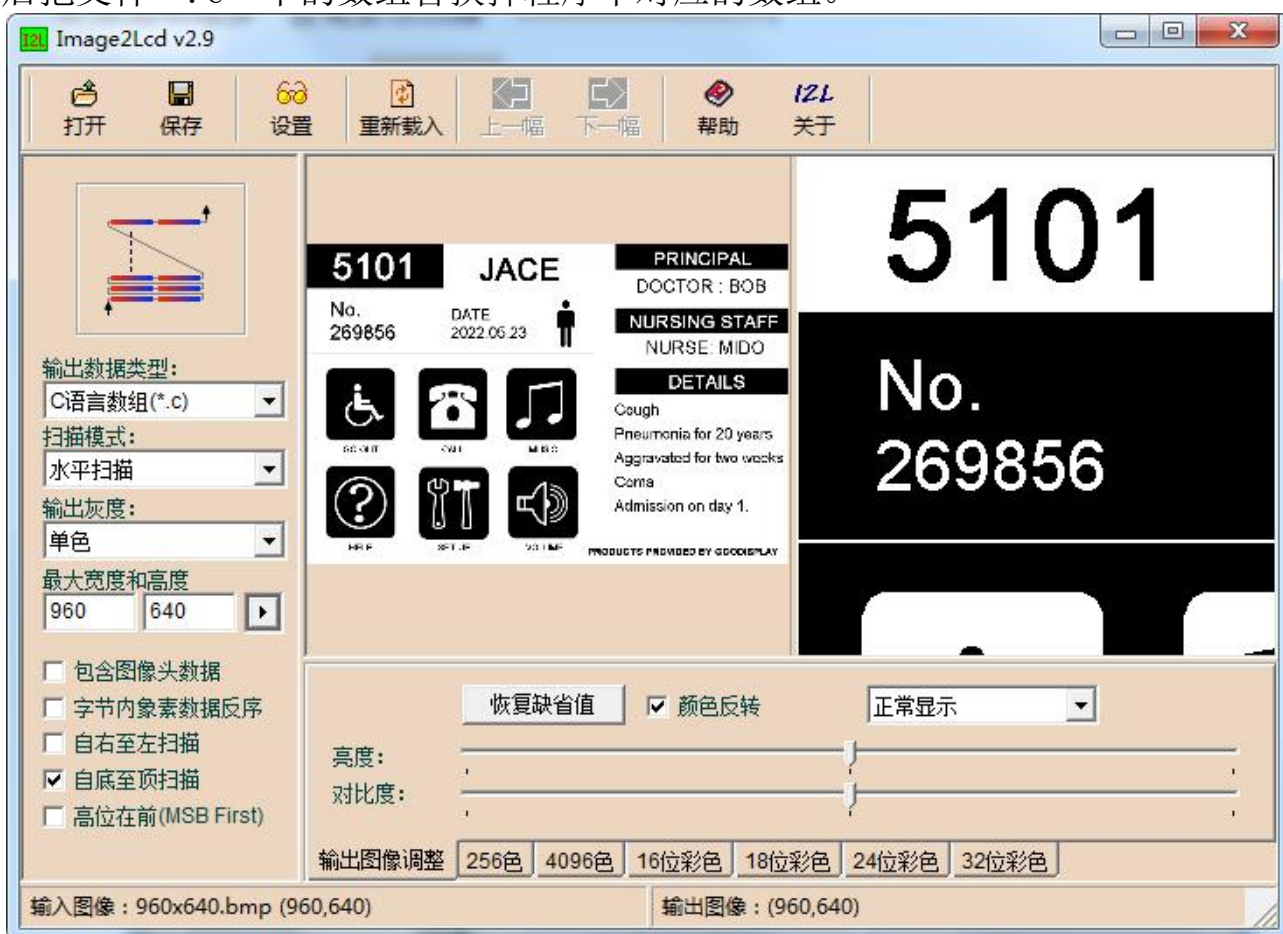 Image2Lcd v2.9
打开 保存 设置 重新载入 上一幅 下一幅 帮助 I2L 关于
输出数据类型：
C语言数组(*.c)
扫描模式：
水平扫描
输出灰度：
单色
最大宽度和高度
960 640
包含图像头数据
字节内象素数据反序
自右至左扫描
自底至顶扫描
高位在前(MSB First)
5101 JACE
No.
269856
DATE
2022.05.23
PRINCIPAL
DOCTOR : BOB
NURSING STAFF
NURSE: MIDO
DETAILS
Cough
Pneumonia for 20 years
Aggravated for two weeks
Coma
Admission on day 1.
CALL MUSIC
HELP VOLUME
PRODUCTS PROVIDED BY GOODISPLAY
5101
No.
269856
恢复缺省值 颜色反转 正常显示
亮度：
对比度：
输出图像调整 256色 4096色 16位彩色 18位彩色 24位彩色 32位彩色
输入图像：960x640.bmp (960,640) 输出图像：(960,640)